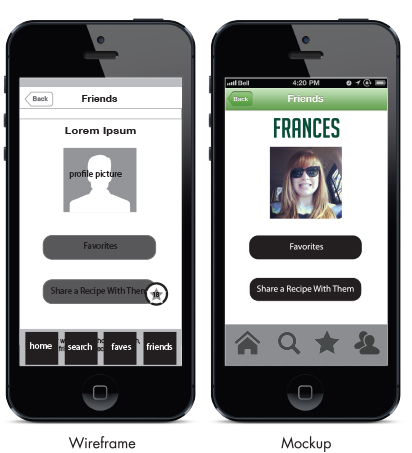 Back
Friends
Lorem Ipsum
profile picture
Favorites
Share a Recipe With Them
19
home
search
faves
friends
Wireframe
Bell
4:20 PM
Back
Friends
FRANCES
Favorites
Share a Recipe With Them
Mockup